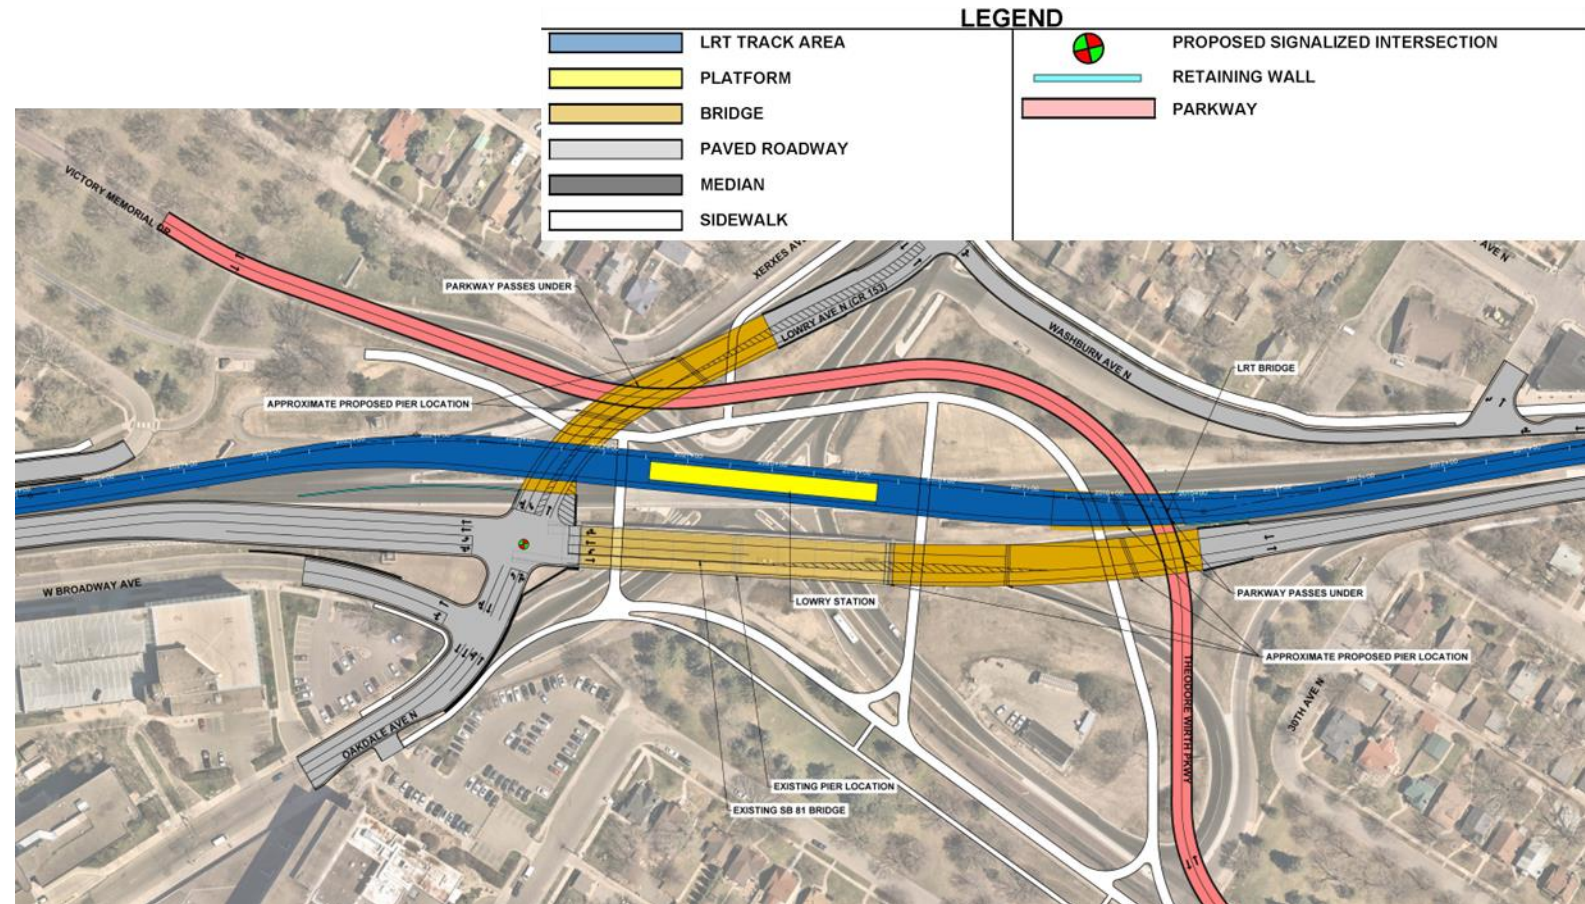 LEGEND
LRT TRACK AREA
PLATFORM
BRIDGE
PAVED ROADWAY
MEDIAN
SIDEWALK
PROPOSED SIGNALIZED INTERSECTION
RETAINING WALL
PARKWAY
VICTORY MEMORIAL DR
PARKWAY PASSES UNDER
XERXES AV
AVE N
LOWRY AVE N (CR 153)
WASHBURN AVE N
LRT BRIDGE
APPROXIMATE PROPOSED PIER LOCATION
W BROADWAY AVE
LOWRY STATION
PARKWAY PASSES UNDER
APPROXIMATE PROPOSED PIER LOCATION
THEODORE WIRTH PKWY
30TH AVE N
OAKDALE AVE N
EXISTING PIER LOCATION
EXISTING SB 81 BRIDGE